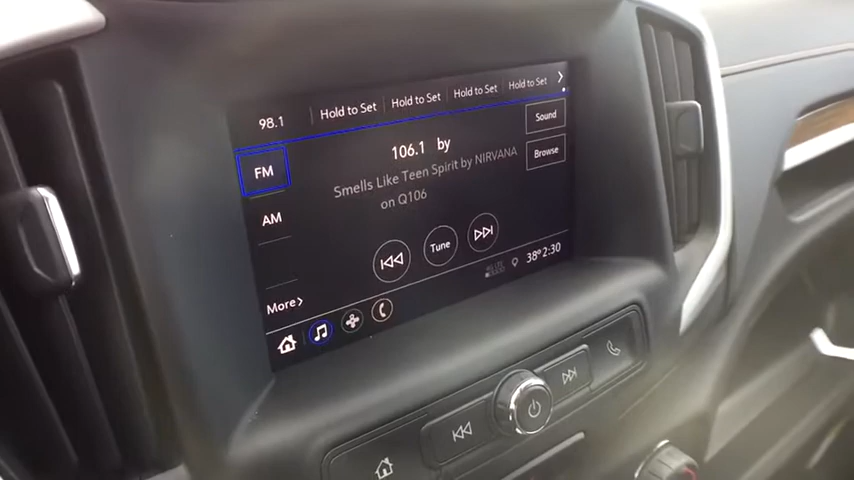 98.1 Hold to Set Hold to Set Hold to Set Hold to Set
FM
106.1 by
Sound
Smells Like Teen Spirit by NIRVANA
on Q106
Browse
AM
Tune
More
38° 2:30